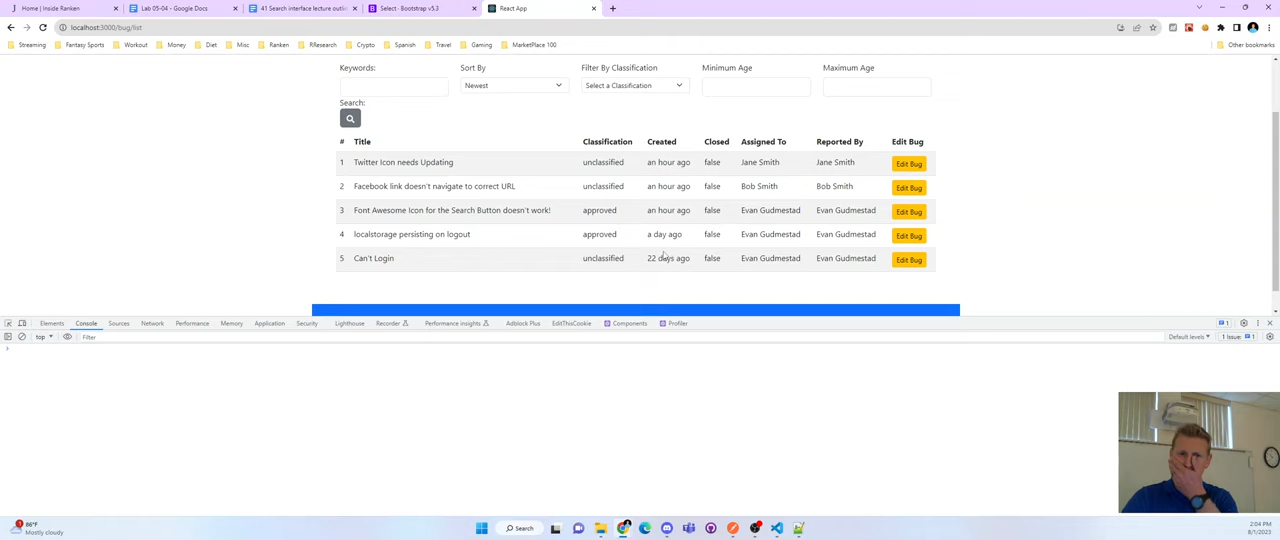 Home | Inside Ranken
Lab 05-04 - Google Docs
41 Search interface lecture outlin
Select · Bootstrap v5.3
React App
localhost:3000/bug/list
Streaming
Fantasy Sports
Workout
Money
Diet
Misc
Ranken
RResearch
Crypto
Spanish
Travel
Gaming
MarketPlace 100
Other bookmarks
Keywords:
Sort By
Filter By Classification
Minimum Age
Maximum Age
Newest
Select a Classification
Search:
# Title Classification Created Closed Assigned To Reported By Edit Bug
1 Twitter Icon needs Updating unclassified an hour ago false Jane Smith Jane Smith Edit Bug
2 Facebook link doesn't navigate to correct URL unclassified an hour ago false Bob Smith Bob Smith Edit Bug
3 Font Awesome Icon for the Search Button doesn't work! approved an hour ago false Evan Gudmestad Evan Gudmestad Edit Bug
4 localstorage persisting on logout approved a day ago false Evan Gudmestad Evan Gudmestad Edit Bug
5 Can't Login unclassified 22 days ago false Evan Gudmestad Evan Gudmestad Edit Bug
Elements Console Sources Network Performance Memory Application Security Lighthouse Recorder Performance insights Adblock Plus EditThisCookie Components Profiler 1
top Filter Default levels 1 Issue: 1
86°F
Mostly cloudy
Search
2:04 PM
8/1/2023